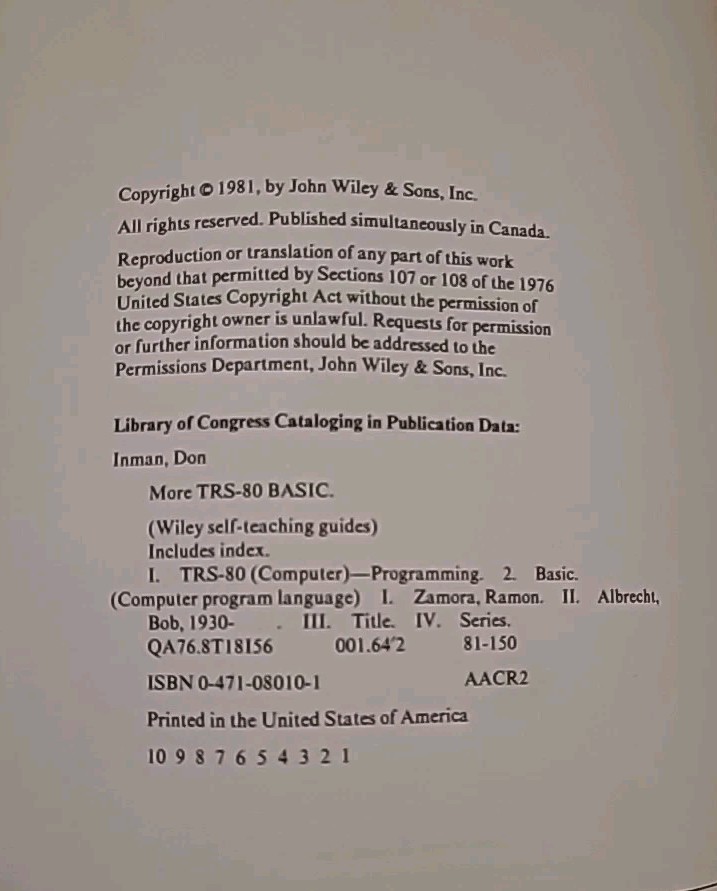 Copyright © 1981, by John Wiley & Sons, Inc.
All rights reserved. Published simultaneously in Canada.
Reproduction or translation of any part of this work
beyond that permitted by Sections 107 or 108 of the 1976
United States Copyright Act without the permission of
the copyright owner is unlawful. Requests for permission
or further information should be addressed to the
Permissions Department, John Wiley & Sons, Inc.
Library of Congress Cataloging in Publication Data:
Inman, Don
More TRS-80 BASIC.
(Wiley self-teaching guides)
Includes index.
1. TRS-80 (Computer)—Programming. 2. Basic.
(Computer program language) I. Zamora, Ramon. II. Albrecht,
Bob, 1930- . III. Title. IV. Series.
QA76.8T18I56 001.64'2 81-150
ISBN 0-471-08010-1 AACR2
Printed in the United States of America
10 9 8 7 6 5 4 3 2 1